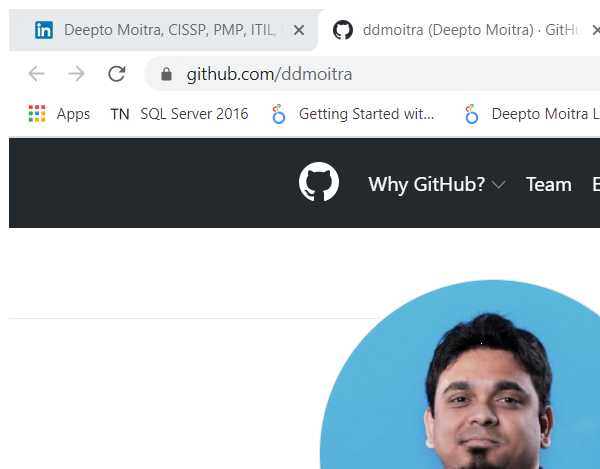 Deepto Moitra, CISSP, PMP, ITIL, ddmoitra (Deepto Moitra) · GitHu
github.com/ddmoitra
Apps TN SQL Server 2016 Getting Started wit... Deepto Moitra L
Why GitHub? Team E